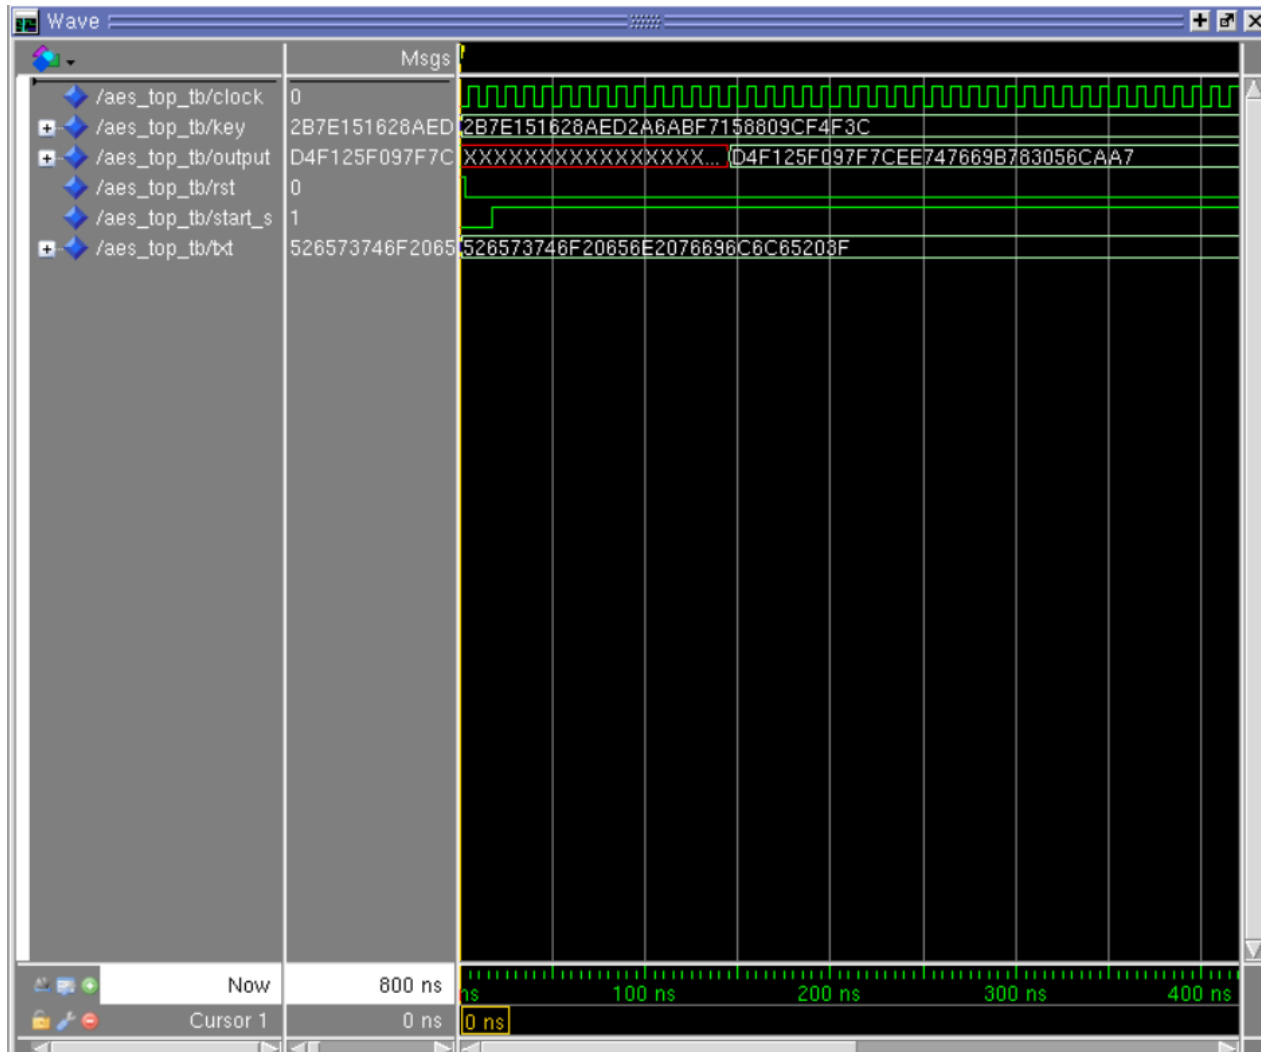 Wave
Msgs
/aes_top_tb/clock 0
/aes_top_tb/key 2B7E151628AED 2B7E151628AED2A6ABF7158809CF4F3C
/aes_top_tb/output D4F125F097F7C XXXXXXXXXXXXXXXX... D4F125F097F7CEE747669B783056CAA7
/aes_top_tb/rst 0
/aes_top_tb/start_s 1
/aes_top_tb/txt 526573746F2065 526573746F20656E2076696C6C65203F
Now 800 ns ns 100 ns 200 ns 300 ns 400 ns
Cursor 1 0 ns 0 ns